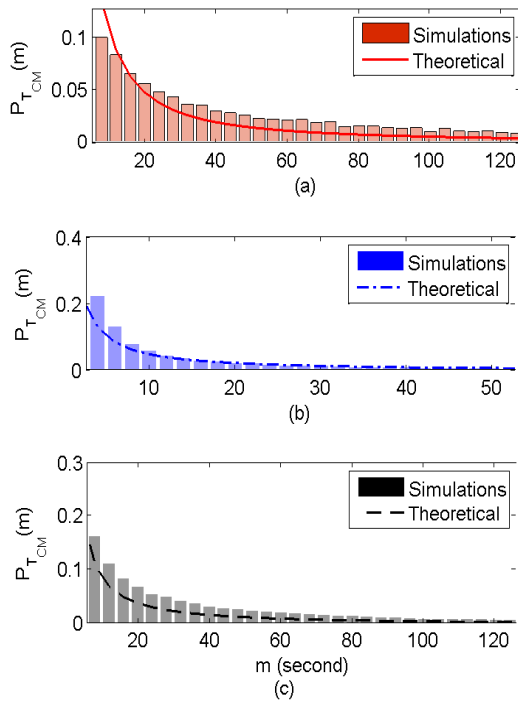 0.1
0.05
0
P_T_CM (m)
Simulations
Theoretical
20 40 60 80 100 120
(a)
0.4
0.2
0
P_T_CM (m)
Simulations
Theoretical
10 20 30 40 50
(b)
0.3
0.2
0.1
0
P_T_CM (m)
Simulations
Theoretical
20 40 60 80 100 120
m (second)
(c)